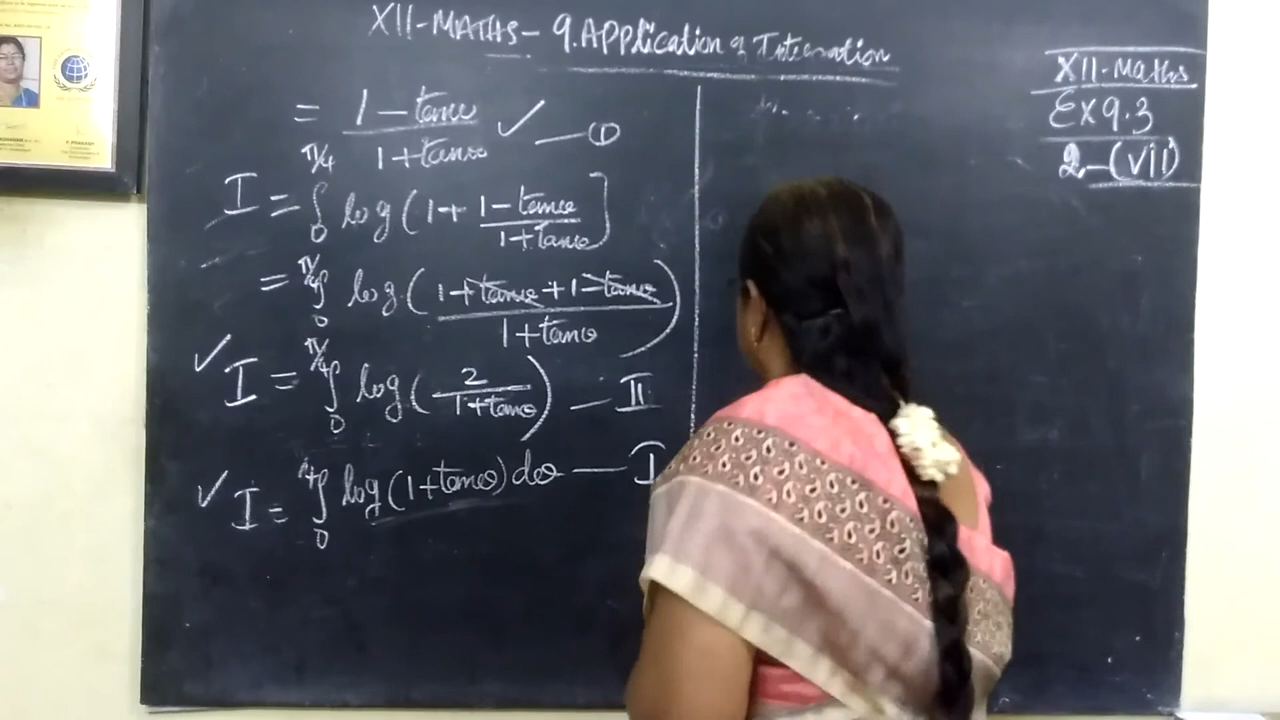 XII-MATHS- 9.APPlication of Integration
= 1-tanθ / 1+tanθ ✓ — ①
I = ∫₀^π/4 log (1+ 1-tanθ / 1+tanθ]
= ∫₀^π/4 log (1+tanθ+1-tanθ / 1+tanθ)
✓ I = ∫₀^π/4 log (2 / 1+tanθ) — II
✓ I = ∫₀^π/4 log (1+tanθ) dθ — I
XII-Maths
EX 9.3
2-(vii)